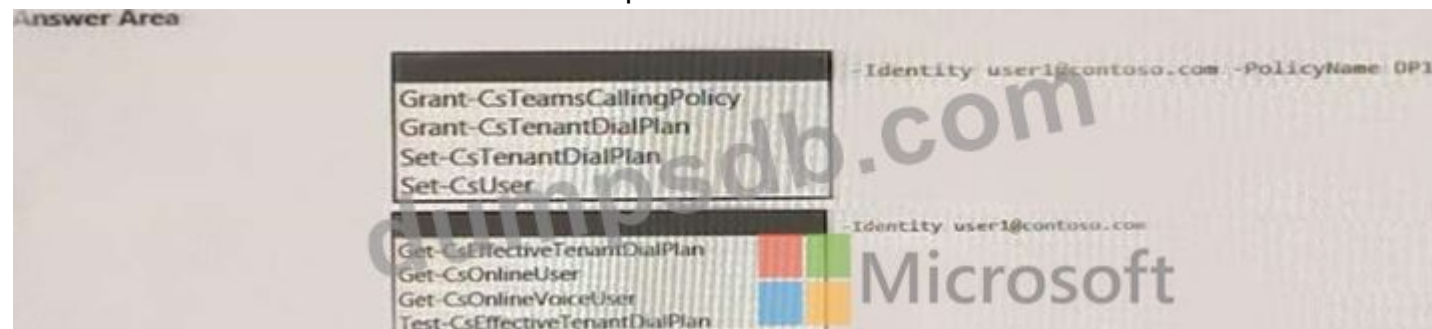 Answer Area
-Identity user1@contoso.com -PolicyName DP1
Grant-CsTeamsCallingPolicy
Grant-CsTenantDialPlan
Set-CsTenantDialPlan
Set-CsUser
dumpsdb.com
-Identity user1@contoso.com
Get-CsEffectiveTenantDialPlan
Get-CsOnlineUser
Get-CsOnlineVoiceUser
Test-CsEffectiveTenantDialPlan
Microsoft